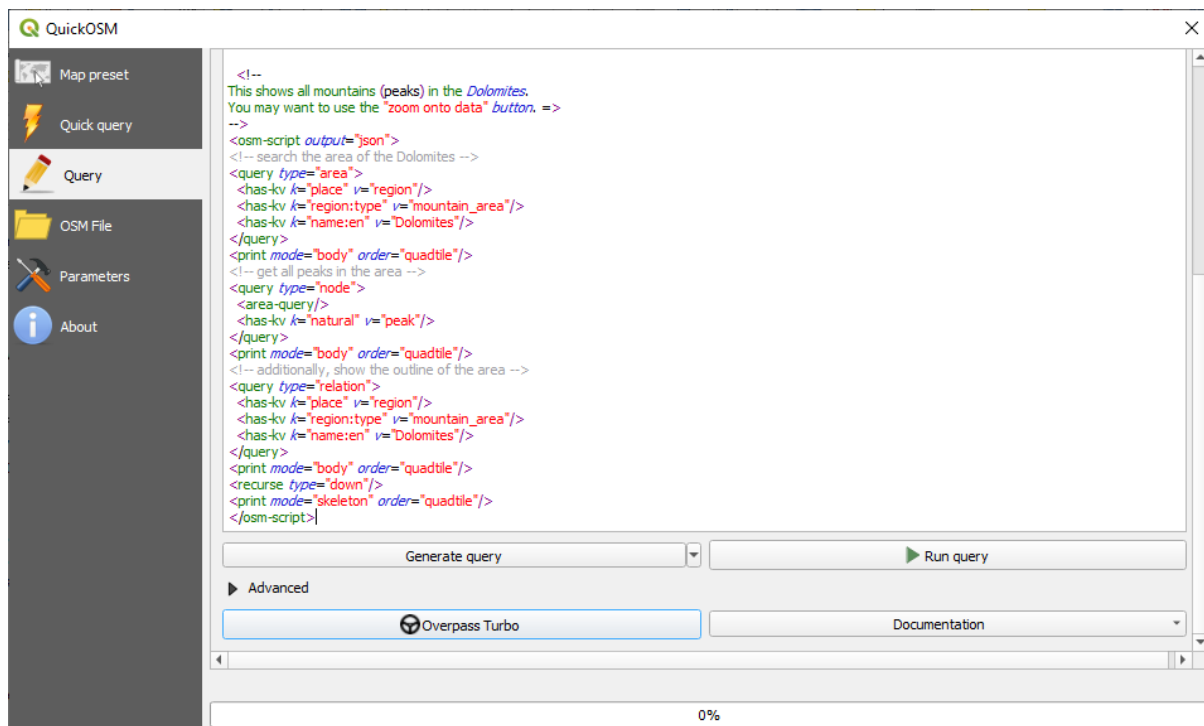 QuickOSM
Map preset
Quick query
Query
OSM File
Parameters
About
<!--
This shows all mountains (peaks) in the Dolomites.
You may want to use the "zoom onto data" button. =>
-->
<osm-script output="json">
<!-- search the area of the Dolomites -->
<query type="area">
<has-kv k="place" v="region"/>
<has-kv k="region:type" v="mountain_area"/>
<has-kv k="name:en" v="Dolomites"/>
</query>
<print mode="body" order="quadtile"/>
<!-- get all peaks in the area -->
<query type="node">
<area-query/>
<has-kv k="natural" v="peak"/>
</query>
<print mode="body" order="quadtile"/>
<!-- additionally, show the outline of the area -->
<query type="relation">
<has-kv k="place" v="region"/>
<has-kv k="region:type" v="mountain_area"/>
<has-kv k="name:en" v="Dolomites"/>
</query>
<print mode="body" order="quadtile"/>
<recurse type="down"/>
<print mode="skeleton" order="quadtile"/>
</osm-script>
Generate query
Run query
Advanced
Overpass Turbo
Documentation
0%